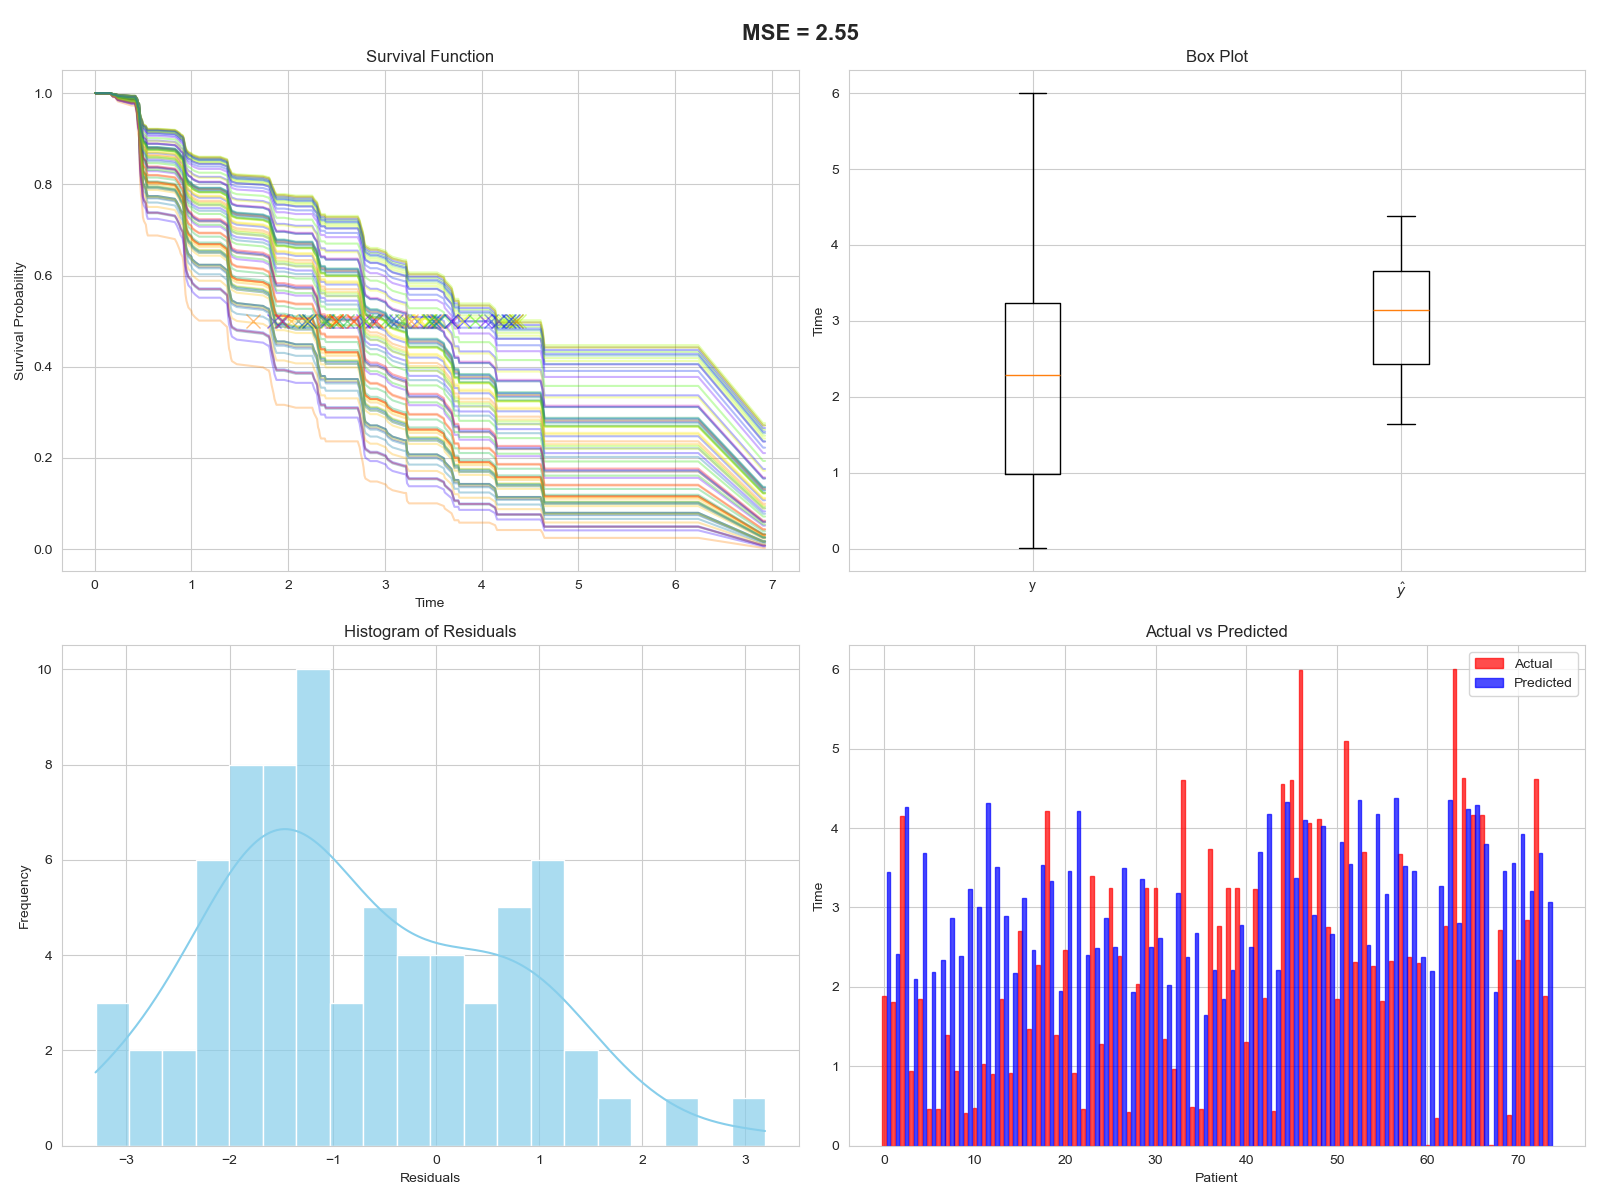 MSE = 2.55
Survival Function
Survival Probability
1.0
0.8
0.6
0.4
0.2
0.0
0 1 2 3 4 5 6 7
Time
Box Plot
Time
6
5
4
3
2
1
0
y ŷ
Histogram of Residuals
Frequency
10
8
6
4
2
0
−3 −2 −1 0 1 2 3
Residuals
Actual vs Predicted
Actual
Predicted
Time
6
5
4
3
2
1
0
0 10 20 30 40 50 60 70
Patient